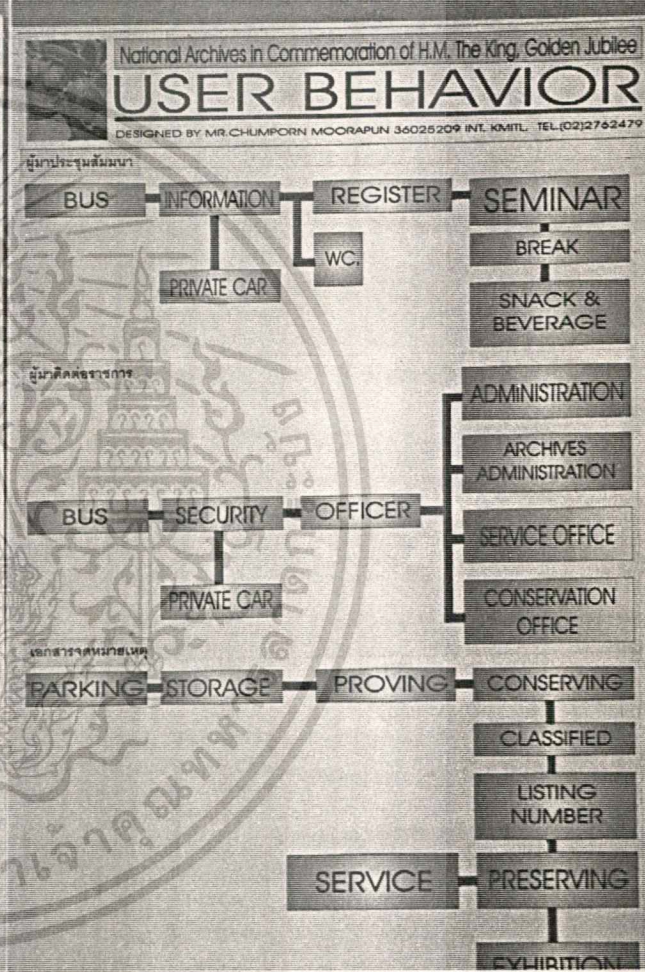 National Archives in Commemoration of H.M. The King, Golden Jubilee
USER BEHAVIOR
DESIGNED BY MR.CHUMPORN MOORAPUN 36025209 INT. KMITL. TEL.(02)2762479
ผู้มาประชุมสัมมนา
BUS INFORMATION REGISTER SEMINAR
WC. BREAK
PRIVATE CAR
SNACK &
BEVERAGE
ผู้มาติดต่อราชการ
ADMINISTRATION
ARCHIVES
ADMINISTRATION
BUS SECURITY OFFICER
SERVICE OFFICE
PRIVATE CAR
CONSERVATION
OFFICE
เอกสารจดหมายเหตุ
PARKING STORAGE PROVING CONSERVING
CLASSIFIED
LISTING
NUMBER
SERVICE PRESERVING
EXHIBITION